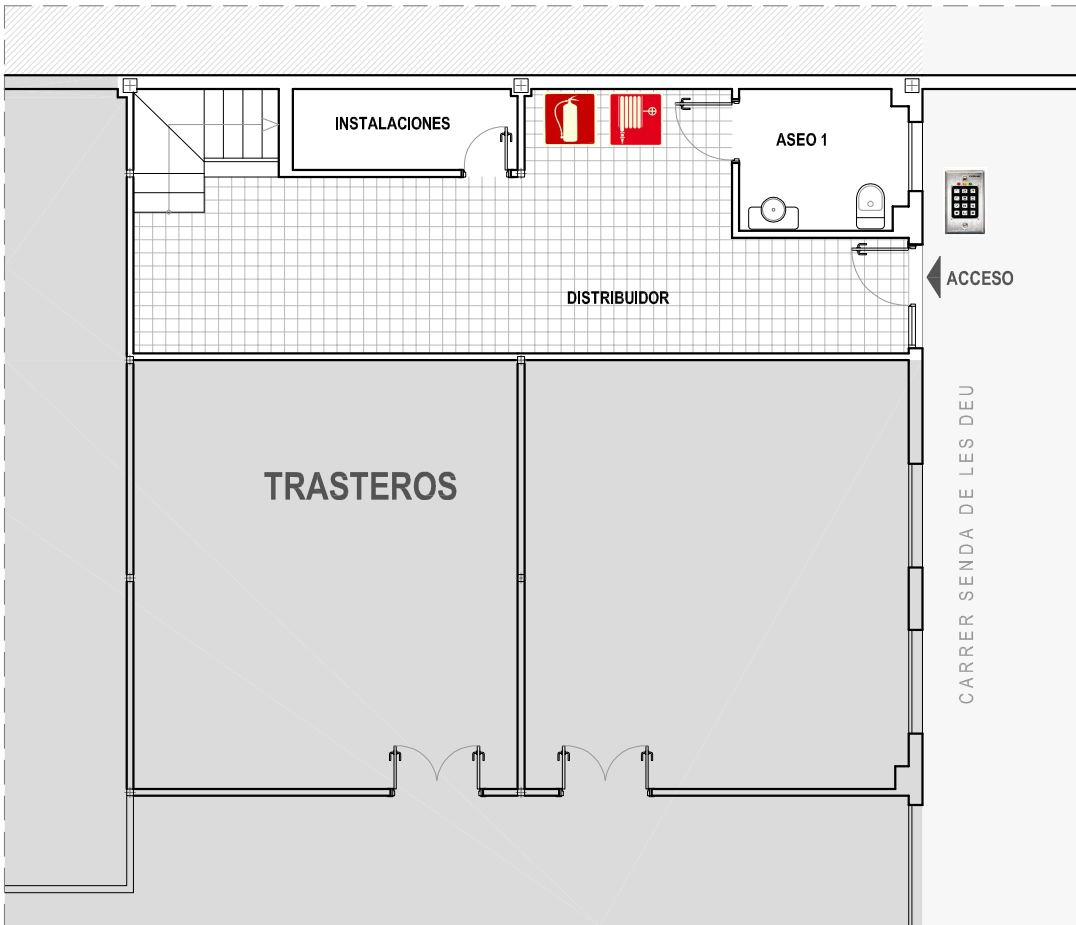 INSTALACIONES
ASEO 1
ACCESO
DISTRIBUIDOR
TRASTEROS
CARRER SENDA DE LES DEU